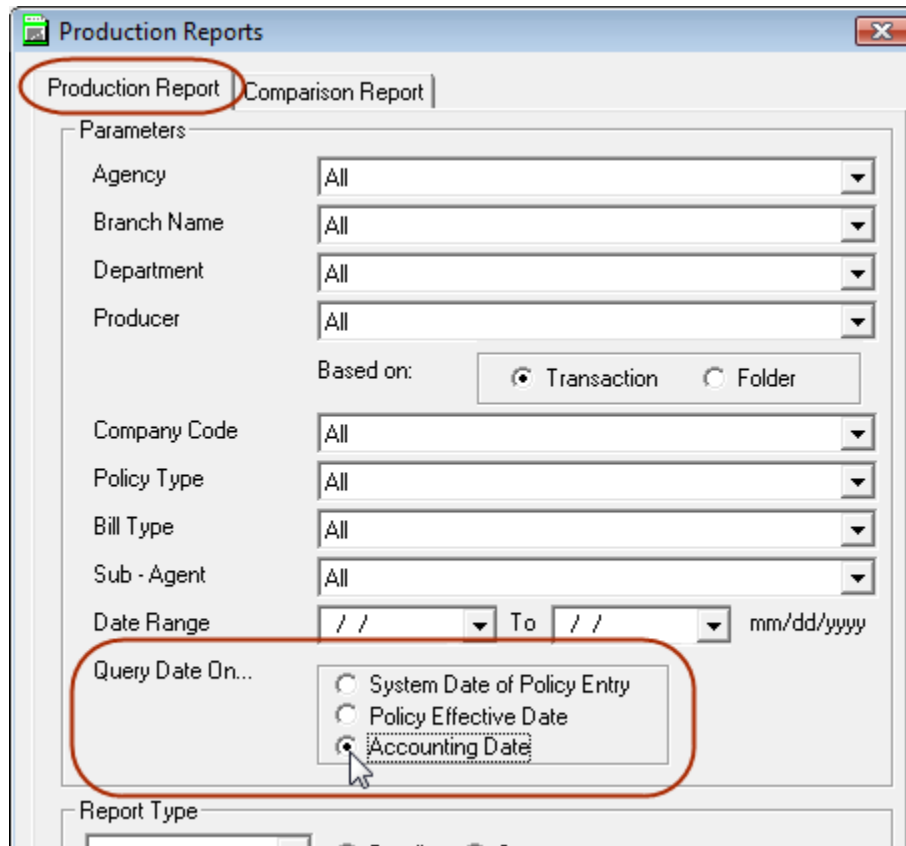 Production Reports
Production Report Comparison Report
Parameters
Agency All
Branch Name All
Department All
Producer All
Based on: Transaction Folder
Company Code All
Policy Type All
Bill Type All
Sub - Agent All
Date Range / / To / / mm/dd/yyyy
Query Date On...
System Date of Policy Entry
Policy Effective Date
Accounting Date
Report Type